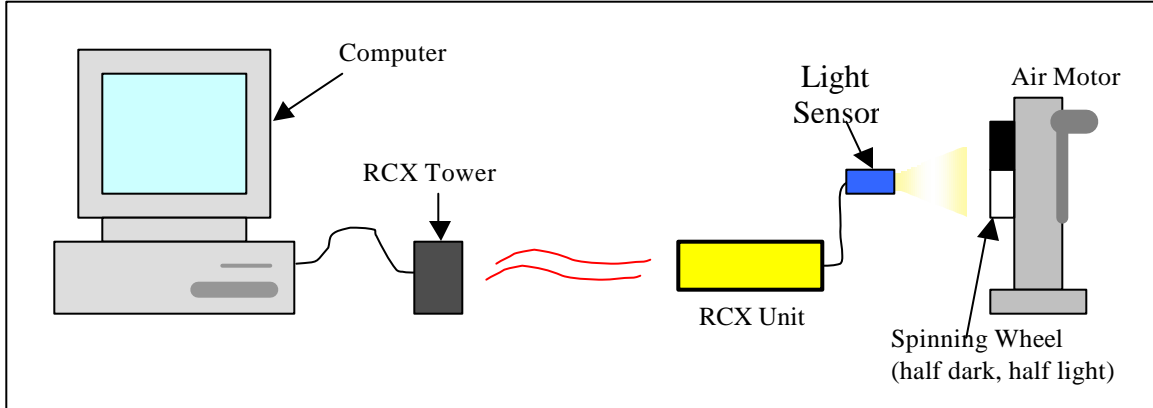 Computer
RCX Tower
Light
Sensor
Air Motor
RCX Unit
Spinning Wheel
(half dark, half light)